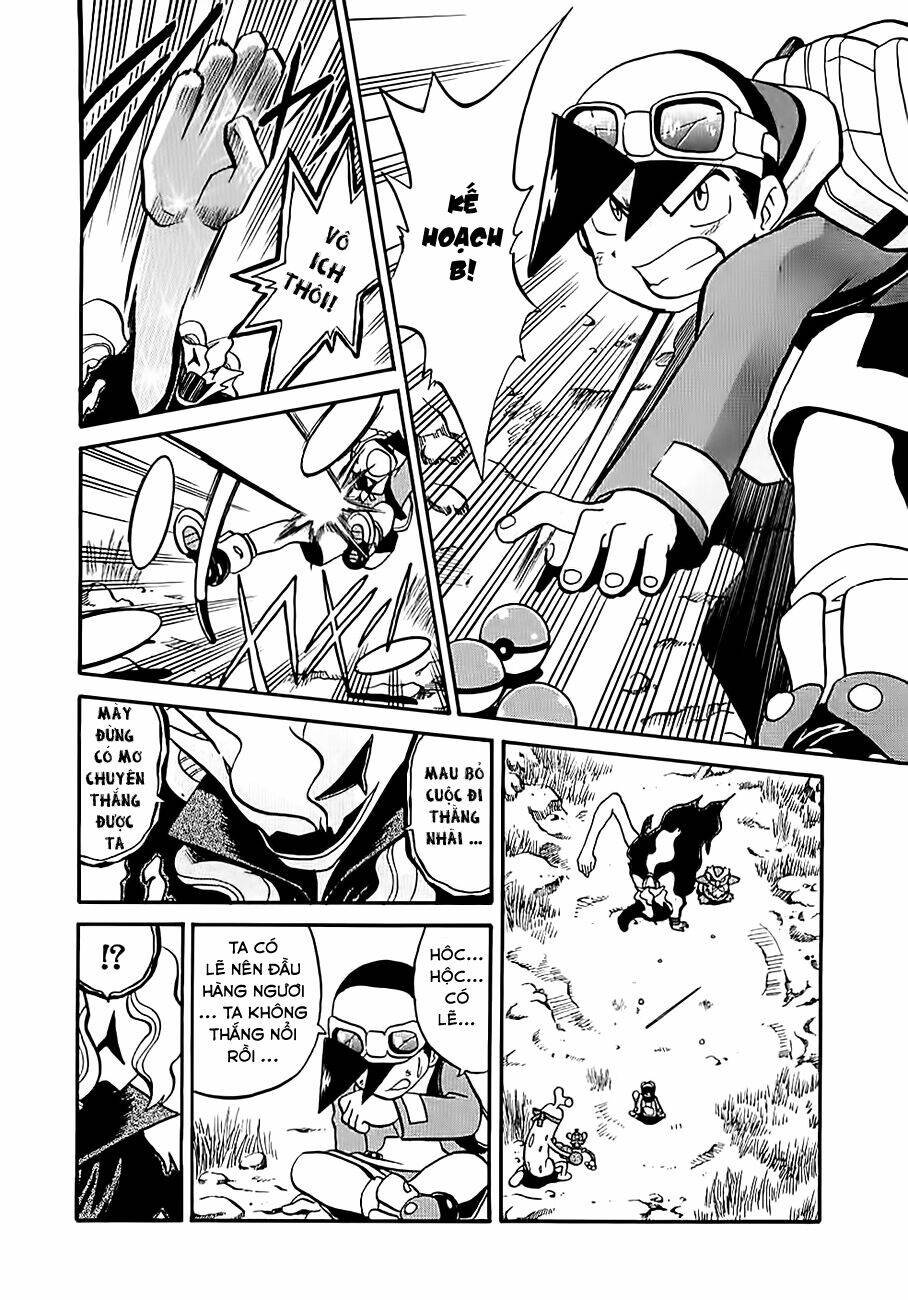 KẾ
HOẠCH
B!
VÔ
ÍCH
THÔI!
MAU BỎ
CUỘC ĐI
THẰNG
NHÃI ...
MÀY
ĐỪNG
CÓ MƠ
CHUYỆN
THẮNG
ĐƯỢC
TA
HỘC...
HỘC...
CÓ
LẼ...
TA CÓ
LẼ NÊN ĐẦU
HÀNG NGƯƠI
... TA KHÔNG
THẮNG NỔI
RỒI ...
!?